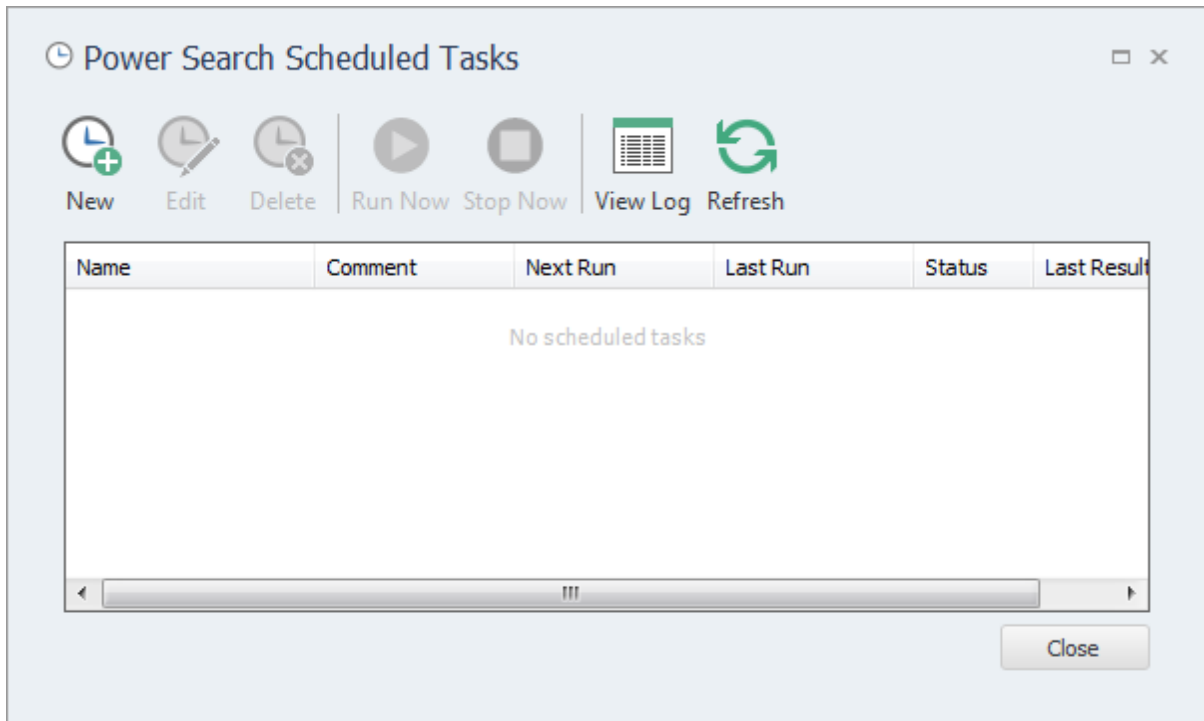 Power Search Scheduled Tasks
New Edit Delete Run Now Stop Now View Log Refresh
Name Comment Next Run Last Run Status Last Result
No scheduled tasks
Close